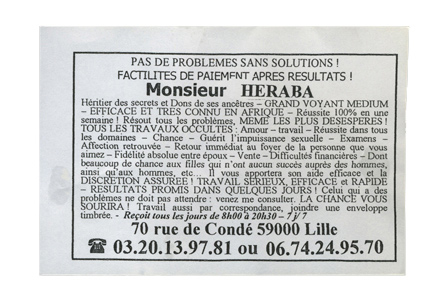 PAS DE PROBLEMES SANS SOLUTIONS !
FACTILITES DE PAIEMENT APRES RESULTATS !
Monsieur HERABA
Héritier des secrets et Dons de ses ancêtres – GRAND VOYANT MEDIUM
– EFFICACE ET TRES CONNU EN AFRIQUE – Réussite 100% en une
semaine ! Résout tous les problèmes, MEME LES PLUS DESESPERES !
TOUS LES TRAVAUX OCCULTES : Amour – travail – Réussite dans tous
les domaines – Chance – Guérit l'impuissance sexuelle – Examens –
Affection retrouvée – Retour immédiat au foyer de la personne que vous
aimez – Fidélité absolue entre époux – Vente – Difficultés financières – Dont
beaucoup de chance aux filles qui n'ont aucun succès auprès des hommes,
ainsi qu'aux hommes, etc... Il vous apportera son aide efficace et la
DISCRETION ASSUREE ! TRAVAIL SERIEUX, EFFICACE et RAPIDE
– RESULTATS PROMIS DANS QUELQUES JOURS ! Celui qui a des
problèmes ne doit pas attendre : venez me consulter. LA CHANCE VOUS
SOURIRA ! Travail aussi par correspondance, joindre une enveloppe
timbrée. - Reçoit tous les jours de 8h00 à 20h30 – 7 j/ 7
70 rue de Condé 59000 Lille
☎ 03.20.13.97.81 ou 06.74.24.95.70